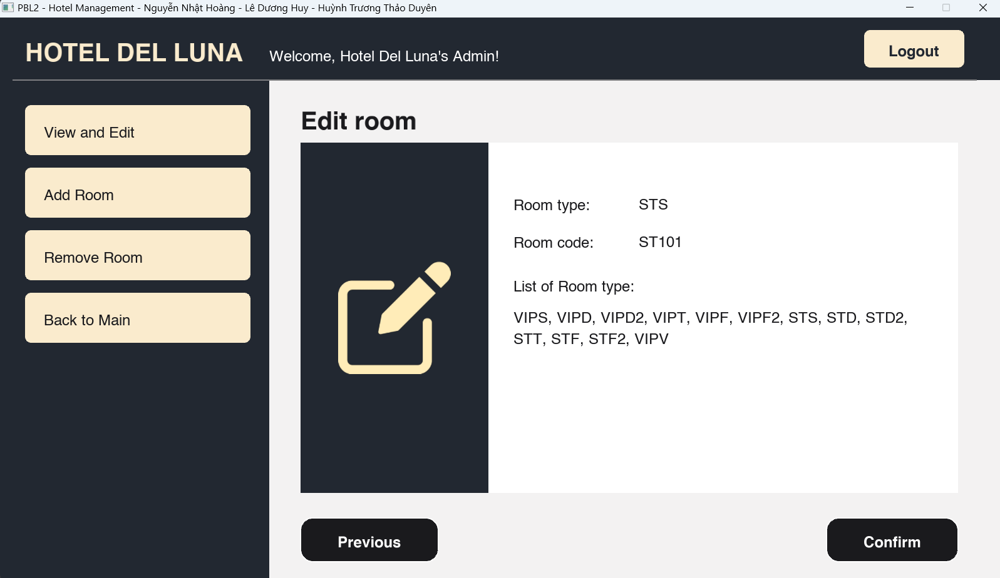 PBL2 - Hotel Management - Nguyễn Nhật Hoàng - Lê Dương Huy - Huỳnh Trương Thảo Duyên
HOTEL DEL LUNA
Welcome, Hotel Del Luna's Admin!
Logout
View and Edit
Add Room
Remove Room
Back to Main
Edit room
Room type: STS
Room code: ST101
List of Room type:
VIPS, VIPD, VIPD2, VIPT, VIPF, VIPF2, STS, STD, STD2,
STT, STF, STF2, VIPV
Previous
Confirm